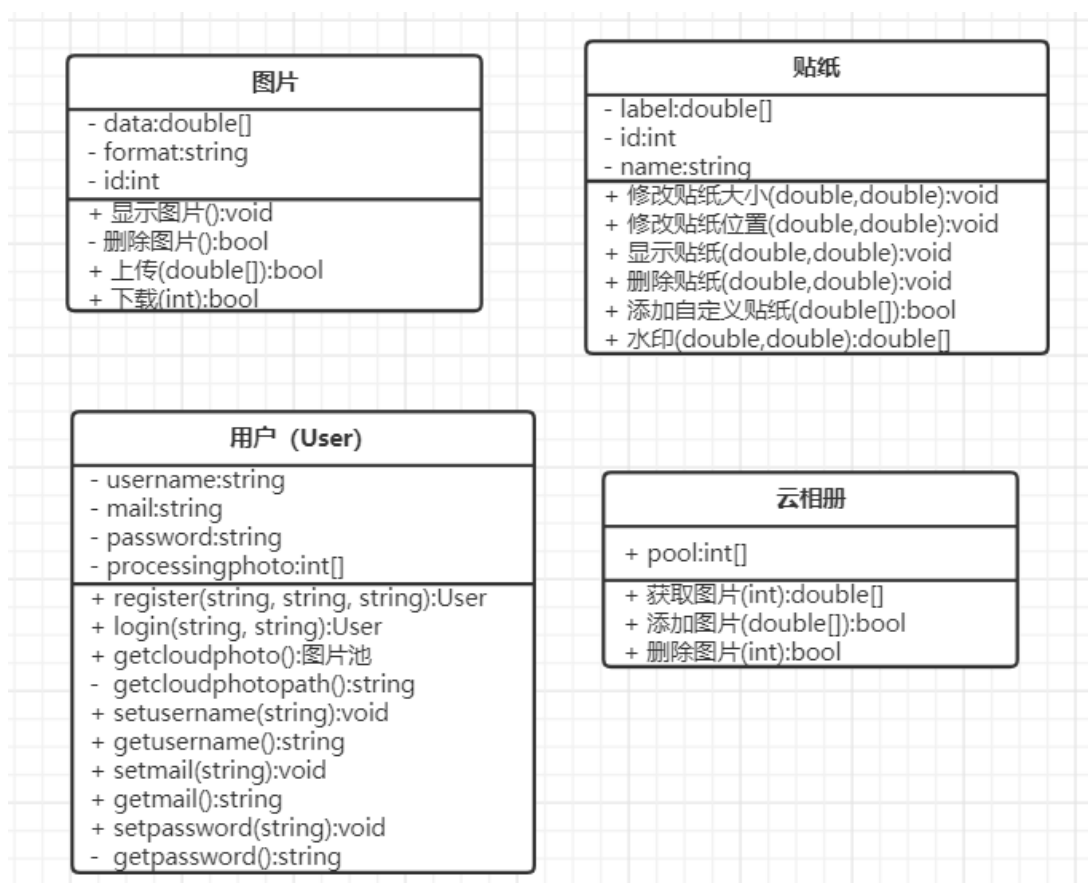 图片
- data:double[]
- format:string
- id:int
+ 显示图片():void
- 删除图片():bool
+ 上传(double[]):bool
+ 下载(int):bool
贴纸
- label:double[]
- id:int
- name:string
+ 修改贴纸大小(double,double):void
+ 修改贴纸位置(double,double):void
+ 显示贴纸(double,double):void
+ 删除贴纸(double,double):void
+ 添加自定义贴纸(double[]):bool
+ 水印(double,double):double[]
用户（User）
- username:string
- mail:string
- password:string
- processingphoto:int[]
+ register(string, string, string):User
+ login(string, string):User
+ getcloudphoto():图片池
- getcloudphotopath():string
+ setusername(string):void
+ getusername():string
+ setmail(string):void
+ getmail():string
+ setpassword(string):void
- getpassword():string
云相册
+ pool:int[]
+ 获取图片(int):double[]
+ 添加图片(double[]):bool
+ 删除图片(int):bool